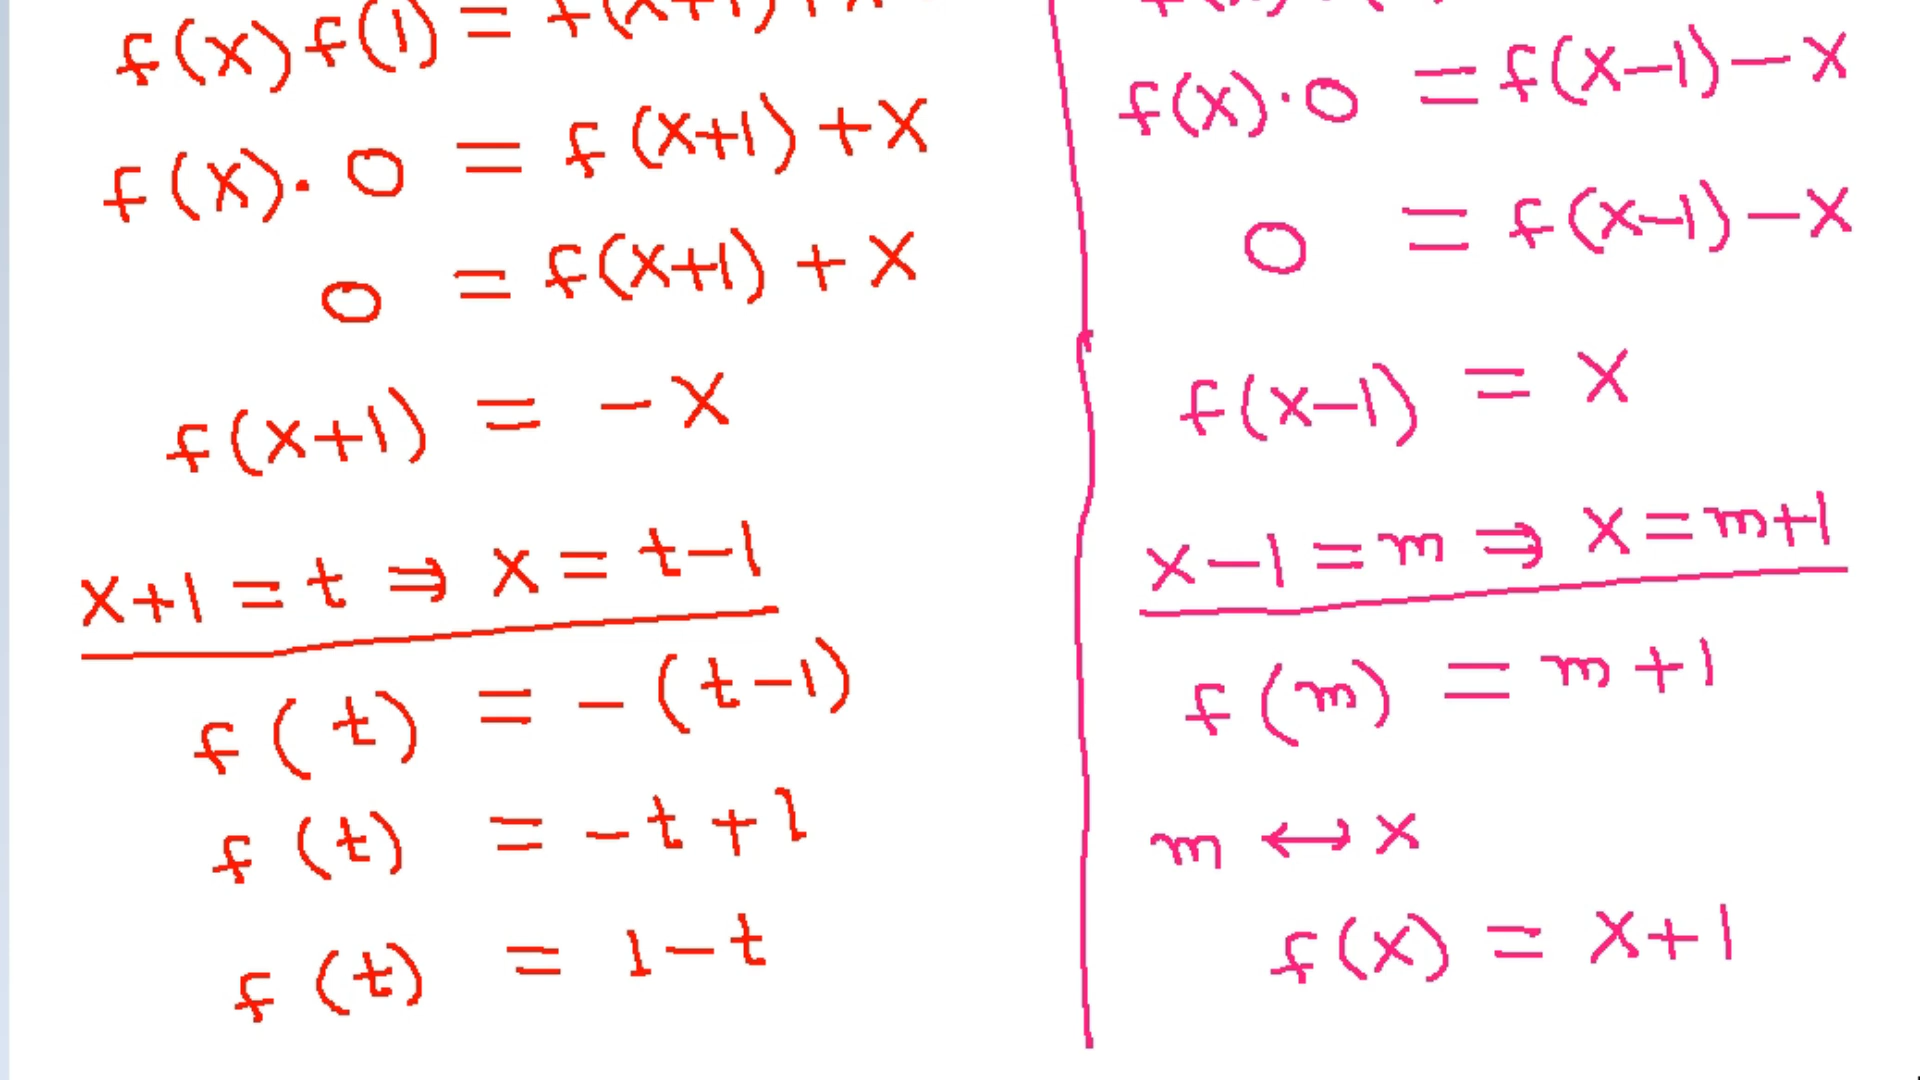 f(x)f(1) = f(x+1)+x
f(x)·0 = f(x+1)+x
0 = f(x+1)+x
f(x+1) = -x
x+1=t ⇒ x=t-1
f(t) = -(t-1)
f(t) = -t+1
f(t) = 1-t
f(x)·0 = f(x-1)-x
0 = f(x-1)-x
f(x-1) = x
x-1=m ⇒ x=m+1
f(m) = m+1
m ↔ x
f(x) = x+1